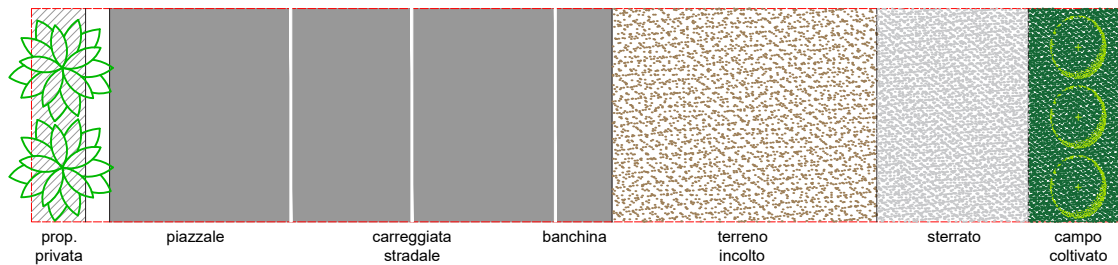 prop.
privata
piazzale
carreggiata
stradale
banchina
terreno
incolto
sterrato
campo
coltivato